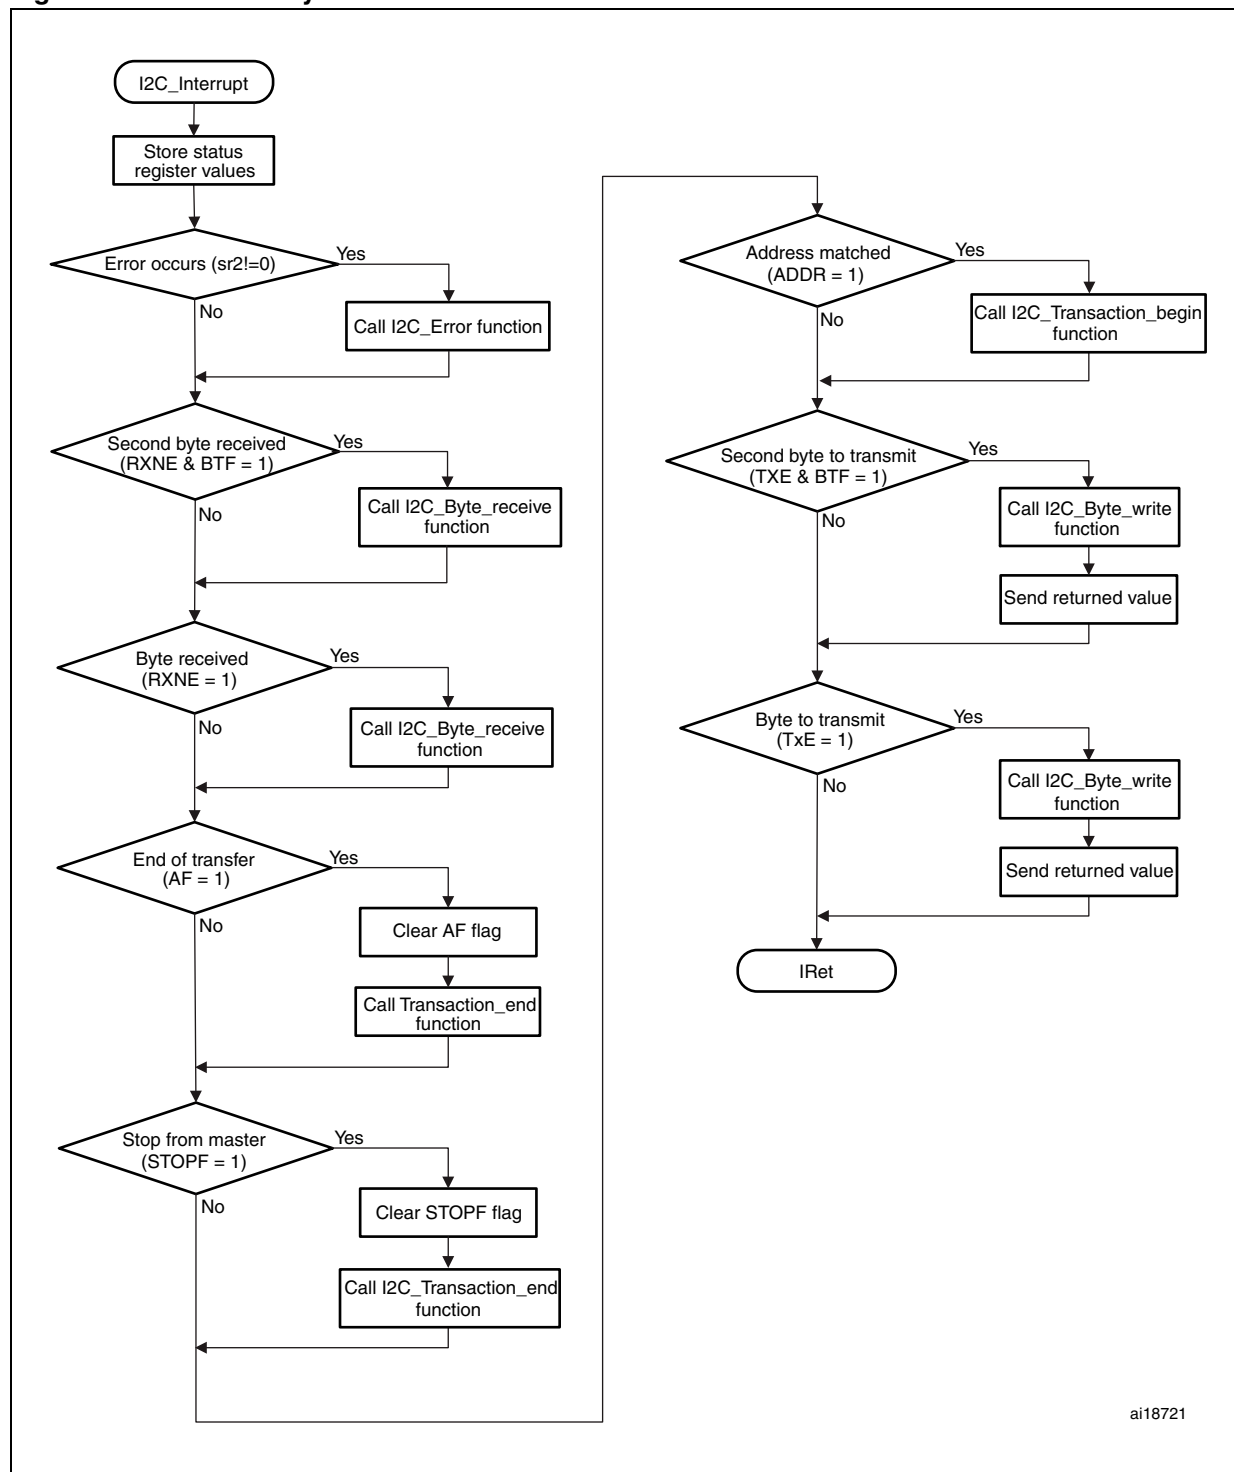 I2C_Interrupt
Store status
register values
Error occurs (sr2!=0)
Yes
No
Call I2C_Error function
Second byte received
(RXNE & BTF = 1)
Yes
No
Call I2C_Byte_receive
function
Byte received
(RXNE = 1)
Yes
No
Call I2C_Byte_receive
function
End of transfer
(AF = 1)
Yes
No
Clear AF flag
Call Transaction_end
function
Stop from master
(STOPF = 1)
Yes
No
Clear STOPF flag
Call I2C_Transaction_end
function
Address matched
(ADDR = 1)
Yes
No
Call I2C_Transaction_begin
function
Second byte to transmit
(TXE & BTF = 1)
Yes
No
Call I2C_Byte_write
function
Send returned value
Byte to transmit
(TxE = 1)
Yes
No
Call I2C_Byte_write
function
Send returned value
IRet
ai18721